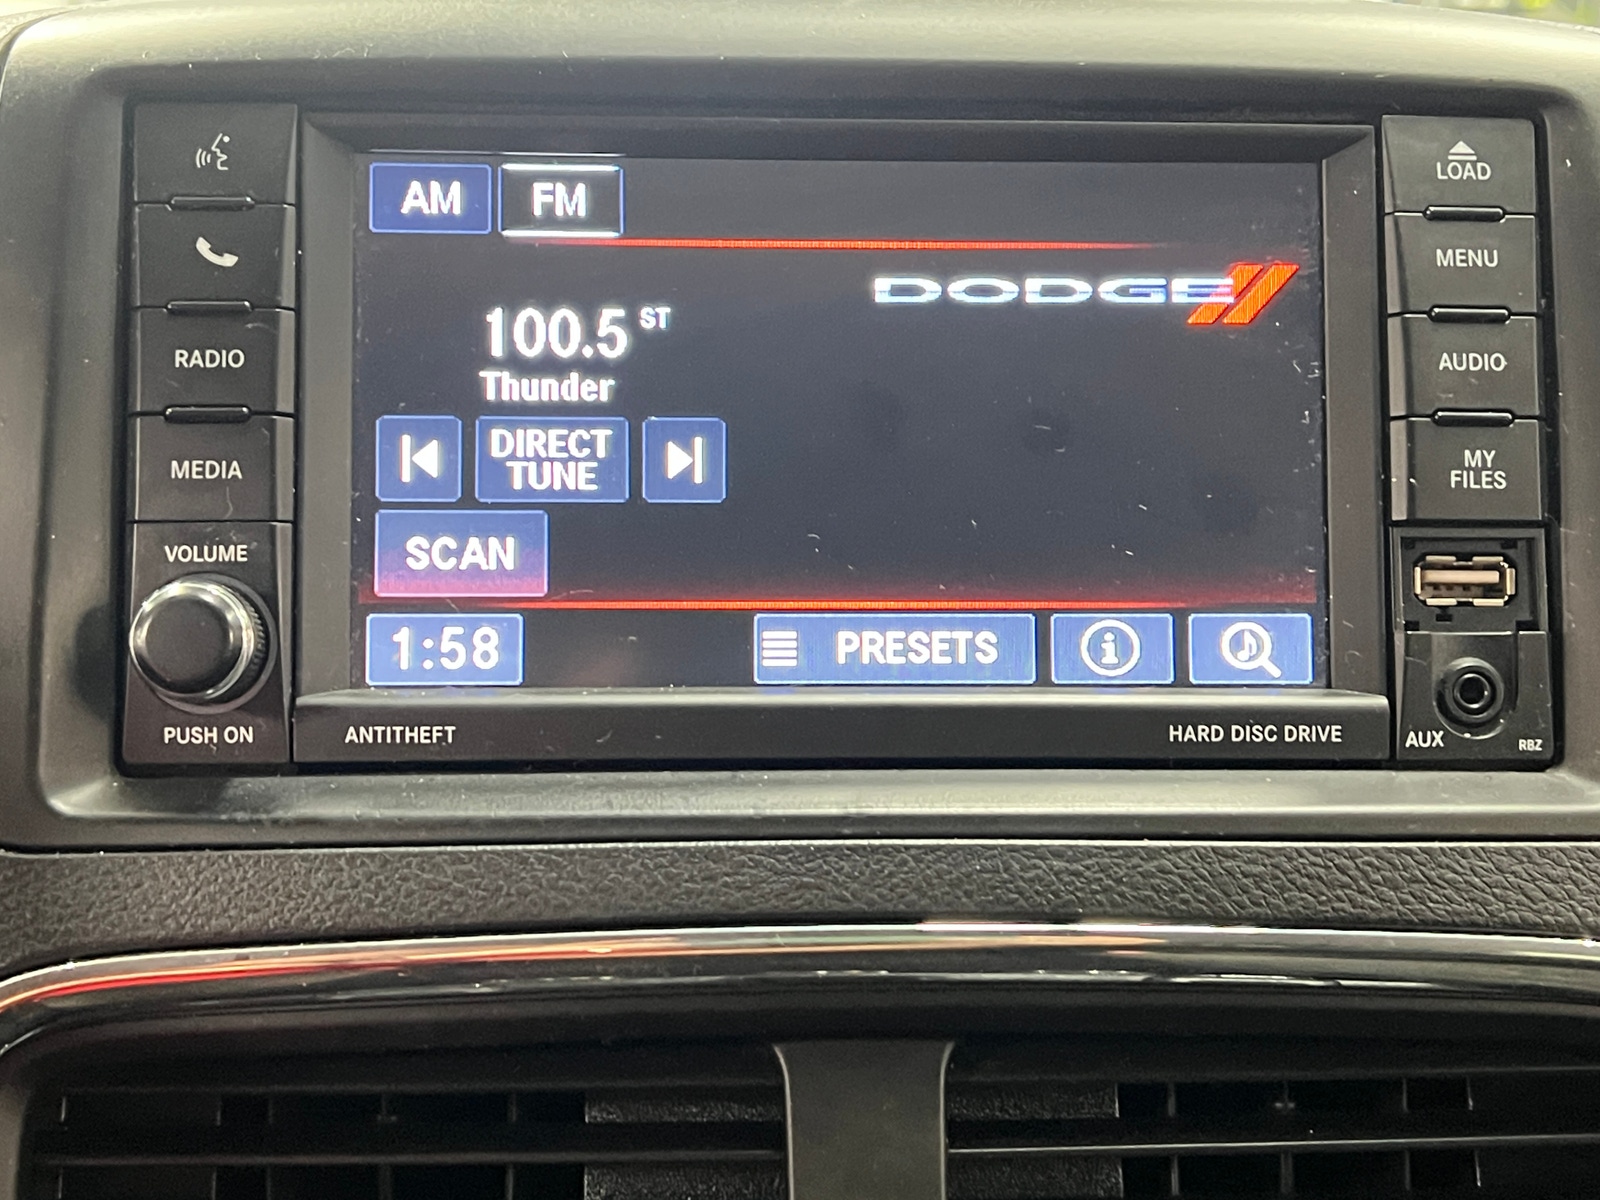 RADIO
MEDIA
VOLUME
PUSH ON
AM
FM
DODGE
100.5 ST
Thunder
DIRECT
TUNE
SCAN
1:58
PRESETS
i
ANTITHEFT
HARD DISC DRIVE
LOAD
MENU
AUDIO
MY
FILES
AUX
RBZ